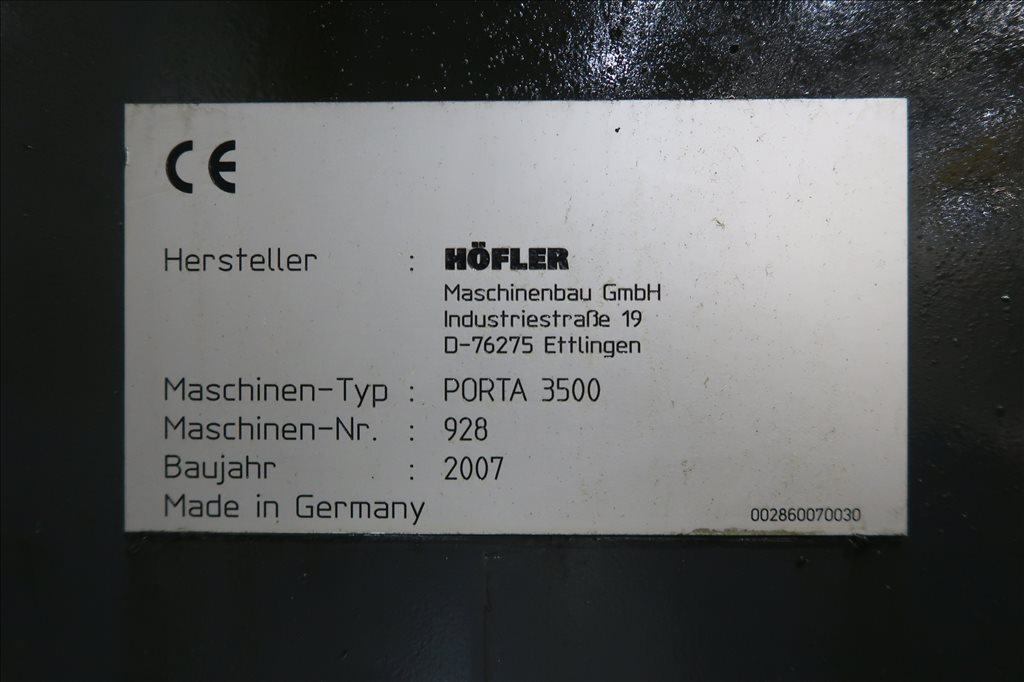 CE
Hersteller : HÖFLER
Maschinenbau GmbH
Industriestraße 19
D-76275 Ettlingen
Maschinen-Typ : PORTA 3500
Maschinen-Nr. : 928
Baujahr : 2007
Made in Germany
002860070030